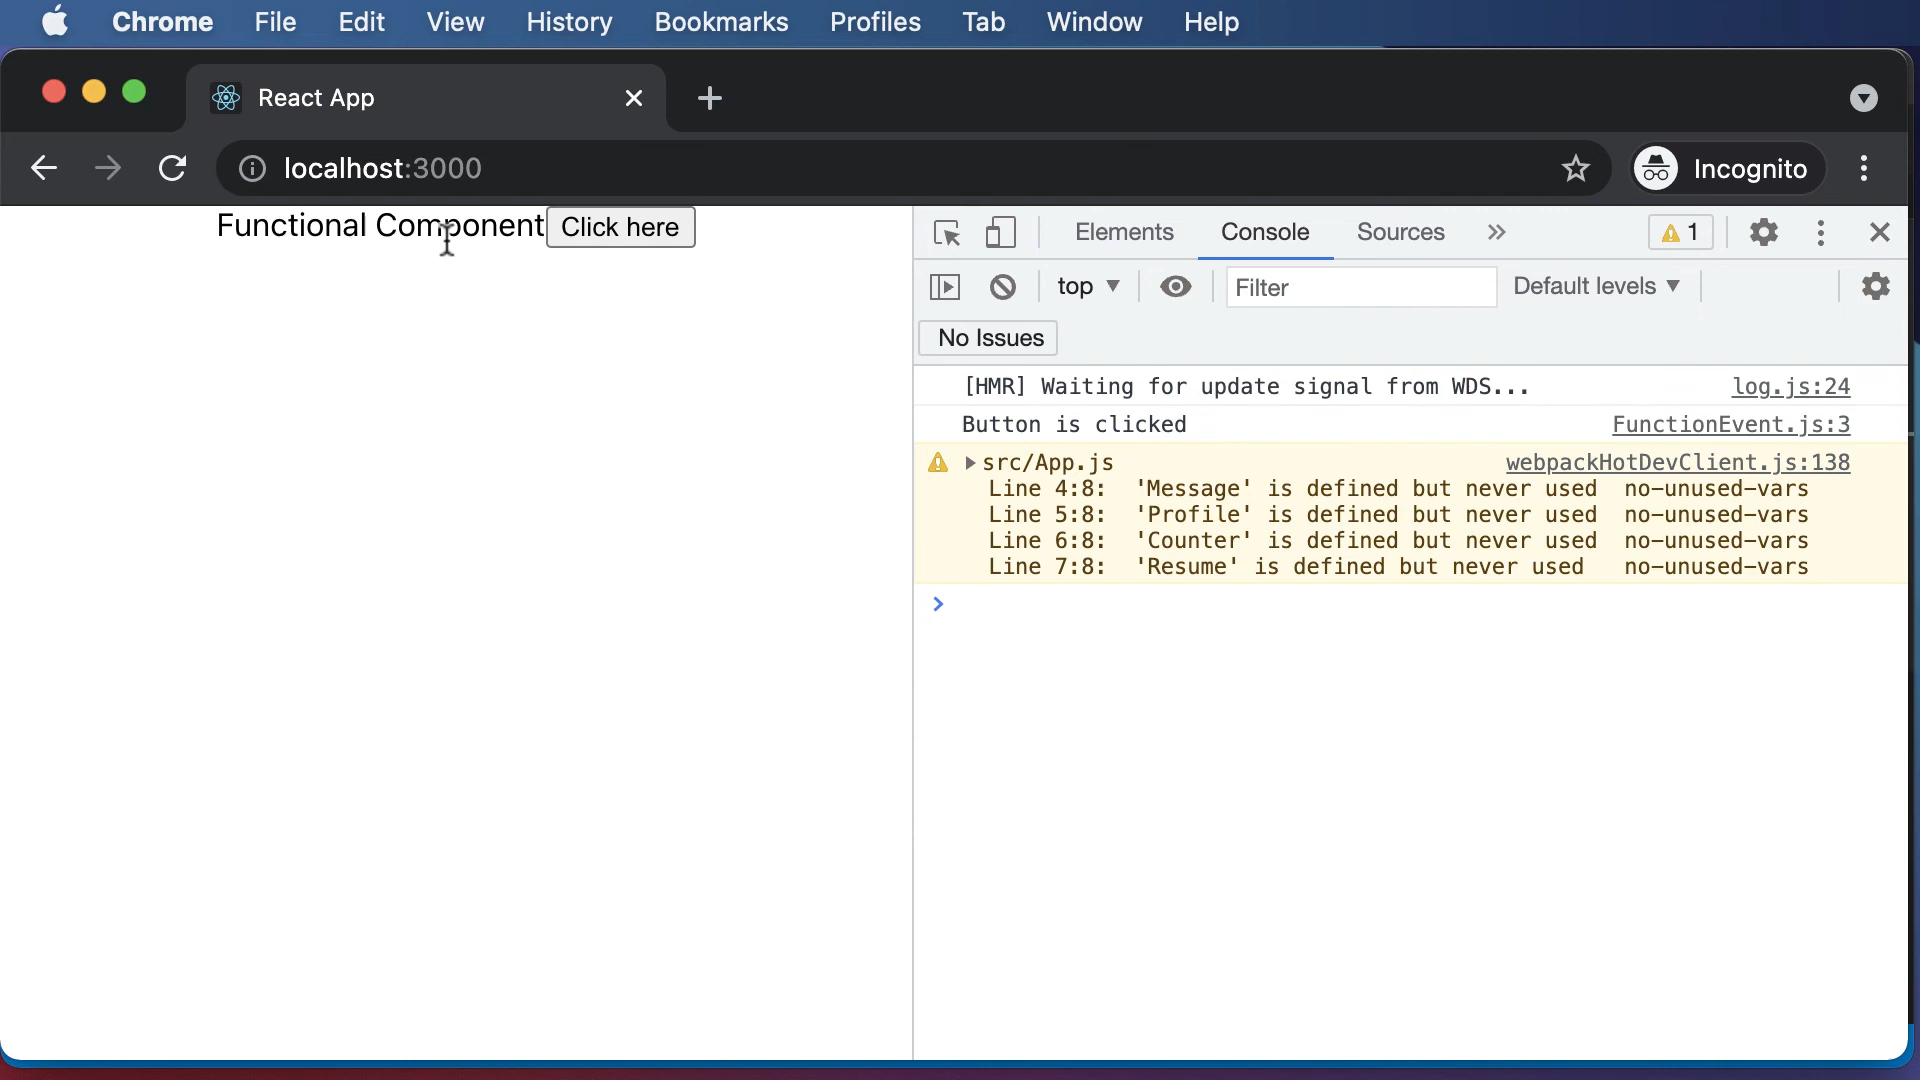 Chrome File Edit View History Bookmarks Profiles Tab Window Help
React App
localhost:3000
Incognito
Functional Component Click here
Elements Console Sources » 1
top Filter Default levels
No Issues
[HMR] Waiting for update signal from WDS... log.js:24
Button is clicked FunctionEvent.js:3
src/App.js webpackHotDevClient.js:138
Line 4:8: 'Message' is defined but never used no-unused-vars
Line 5:8: 'Profile' is defined but never used no-unused-vars
Line 6:8: 'Counter' is defined but never used no-unused-vars
Line 7:8: 'Resume' is defined but never used no-unused-vars